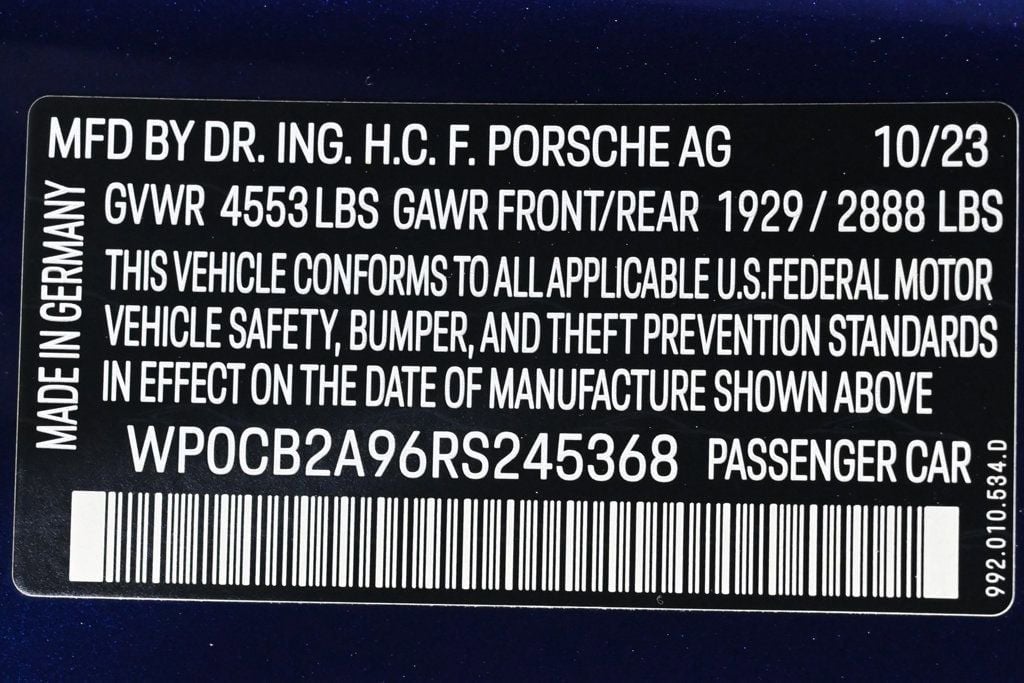 MFD BY DR. ING. H.C. F. PORSCHE AG 10/23
GVWR 4553 LBS GAWR FRONT/REAR 1929 / 2888 LBS
THIS VEHICLE CONFORMS TO ALL APPLICABLE U.S.FEDERAL MOTOR
VEHICLE SAFETY, BUMPER, AND THEFT PREVENTION STANDARDS
IN EFFECT ON THE DATE OF MANUFACTURE SHOWN ABOVE
WP0CB2A96RS245368 PASSENGER CAR
MADE IN GERMANY
992.010.534.D